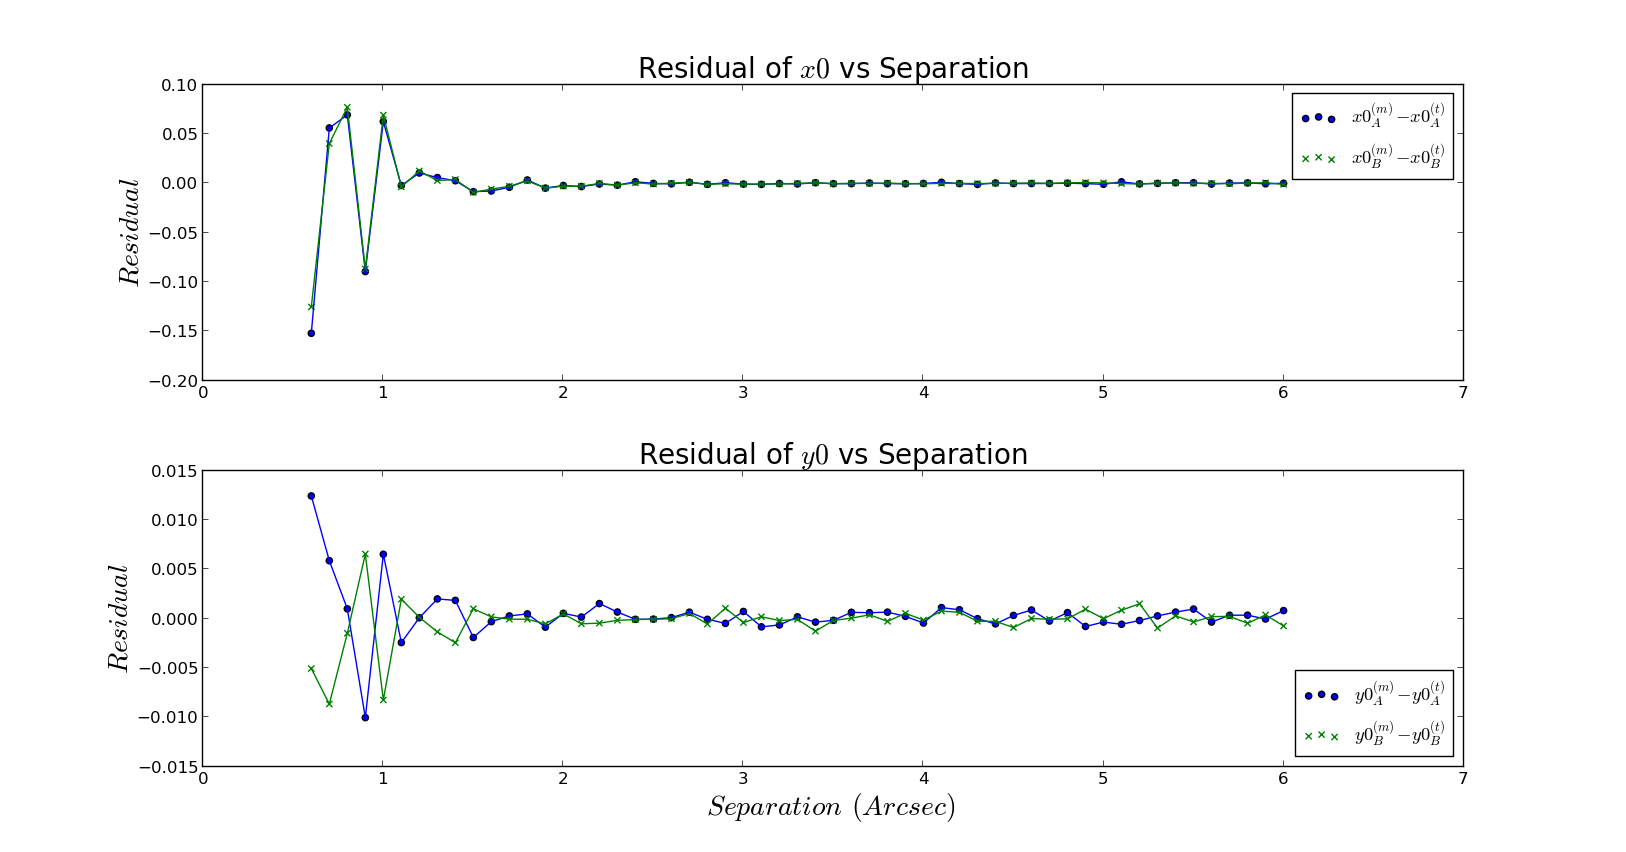 Residual of x0 vs Separation
0.10
0.05
0.00
−0.05
−0.10
−0.15
−0.20
Residual
x0_A^(m) − x0_A^(t)
x0_B^(m) − x0_B^(t)
0 1 2 3 4 5 6 7
Residual of y0 vs Separation
0.015
0.010
0.005
0.000
−0.005
−0.010
−0.015
Residual
y0_A^(m) − y0_A^(t)
y0_B^(m) − y0_B^(t)
0 1 2 3 4 5 6 7
Separation (Arcsec)